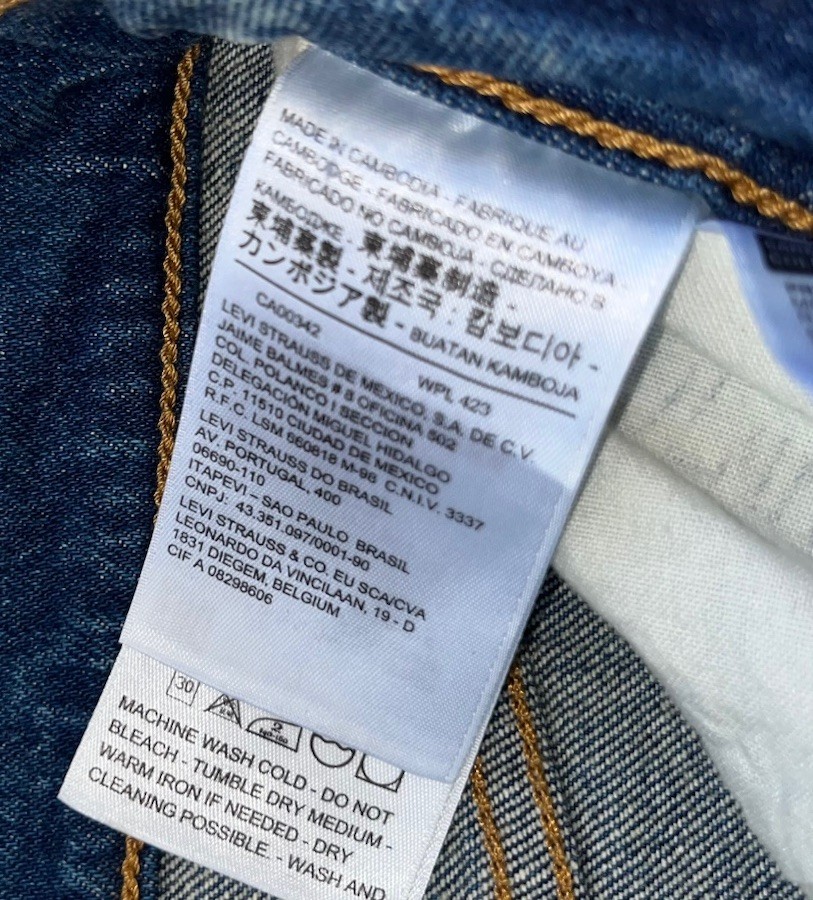 MADE IN CAMBODIA - FABRIQUE AU
CAMBODGE - FABRICADO EN CAMBOYA -
FABRICADO NO CAMBOJA - СДЕЛАНО В
КАМБОДЖЕ - 柬埔寨制造 -
柬埔寨製 - 제조국 : 캄보디아 -
カンボジア製 - BUATAN KAMBOJA
CA00342 WPL 423
LEVI STRAUSS DE MEXICO, S.A. DE C.V.
JAIME BALMES # 8 OFICINA 502
COL. POLANCO I SECCION
DELEGACIÓN MIGUEL HIDALGO
C.P. 11510 CIUDAD DE MEXICO
R.F.C. LSM 660818 M-98 C.N.I.V. 3337
LEVI STRAUSS DO BRASIL
AV. PORTUGAL, 400
06690-110
ITAPEVI - SAO PAULO BRASIL
CNPJ: 43.351.097/0001-90
LEVI STRAUSS & CO. EU SCA/CVA
LEONARDO DA VINCILAAN, 19 - D
1831 DIEGEM, BELGIUM
CIF A 08298606
30
MACHINE WASH COLD - DO NOT
BLEACH - TUMBLE DRY MEDIUM -
WARM IRON IF NEEDED - DRY
CLEANING POSSIBLE. - WASH AND